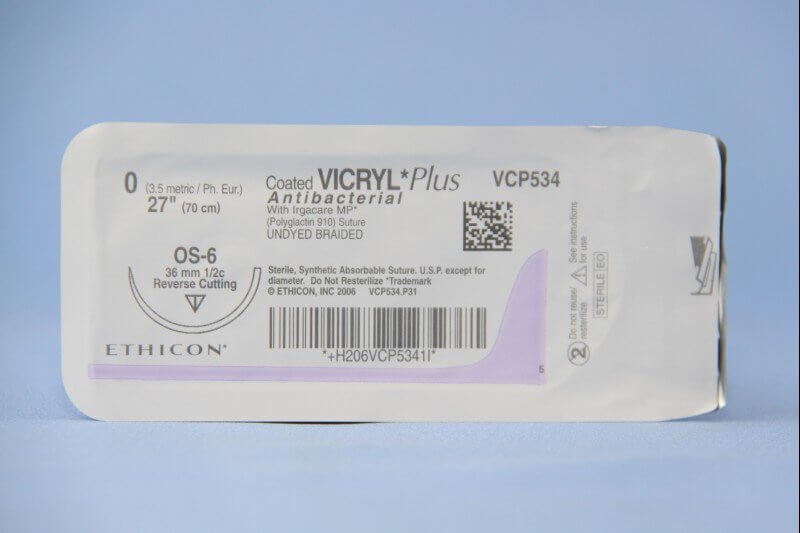 0 (3.5 metric / Ph. Eur.)
27" (70 cm)
Coated VICRYL* Plus
Antibacterial
With Irgacare MP*
(Polyglactin 910) Suture
UNDYED BRAIDED
VCP534
OS-6
36 mm 1/2c
Reverse Cutting
ETHICON*
Sterile, Synthetic Absorbable Suture. U.S.P. except for
diameter. Do Not Resterilize *Trademark
© ETHICON, INC 2006 VCP534.P31
*+H206VCP5341I*
6
2 Do not reuse/
resterilize
See instructions
for use
STERILE EO